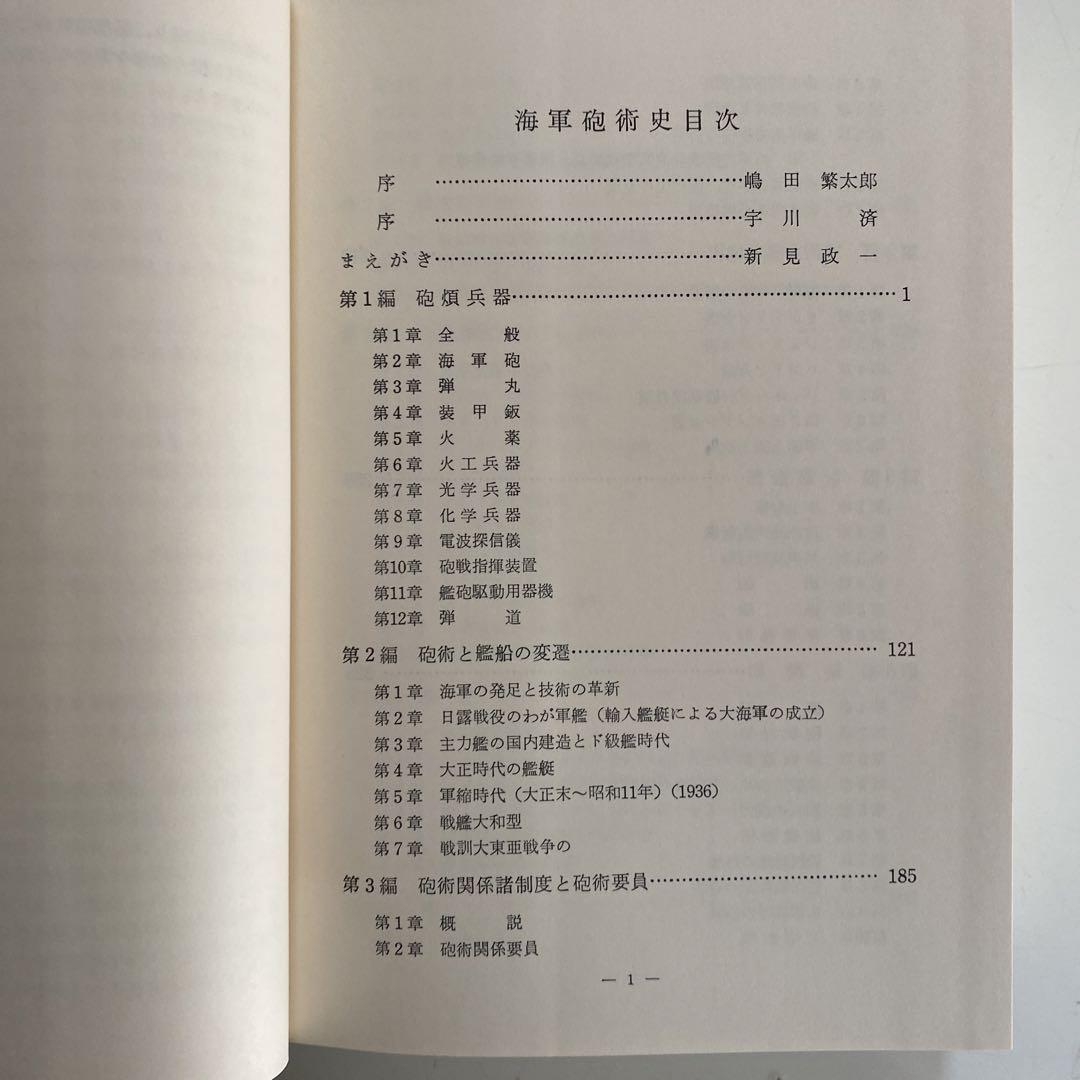 海軍砲術史目次
序 ……………………………………嶋田 繁太郎
序 ……………………………………宇川 済
まえがき……………………………………新見政一
第1編 砲熕兵器……………………………………1
第1章 全般
第2章 海軍砲
第3章 弾丸
第4章 装甲鈑
第5章 火薬
第6章 火工兵器
第7章 光学兵器
第8章 化学兵器
第9章 電波探信儀
第10章 砲戦指揮装置
第11章 艦砲駆動用器機
第12章 弾道
第2編 砲術と艦船の変遷……………………………………121
第1章 海軍の発足と技術の革新
第2章 日露戦役のわが軍艦（輸入艦艇による大海軍の成立）
第3章 主力艦の国内建造とド級艦時代
第4章 大正時代の艦艇
第5章 軍縮時代（大正末～昭和11年）（1936）
第6章 戦艦大和型
第7章 戦訓大東亜戦争の
第3編 砲術関係諸制度と砲術要員……………………………………185
第1章 概説
第2章 砲術関係要員
— 1 —